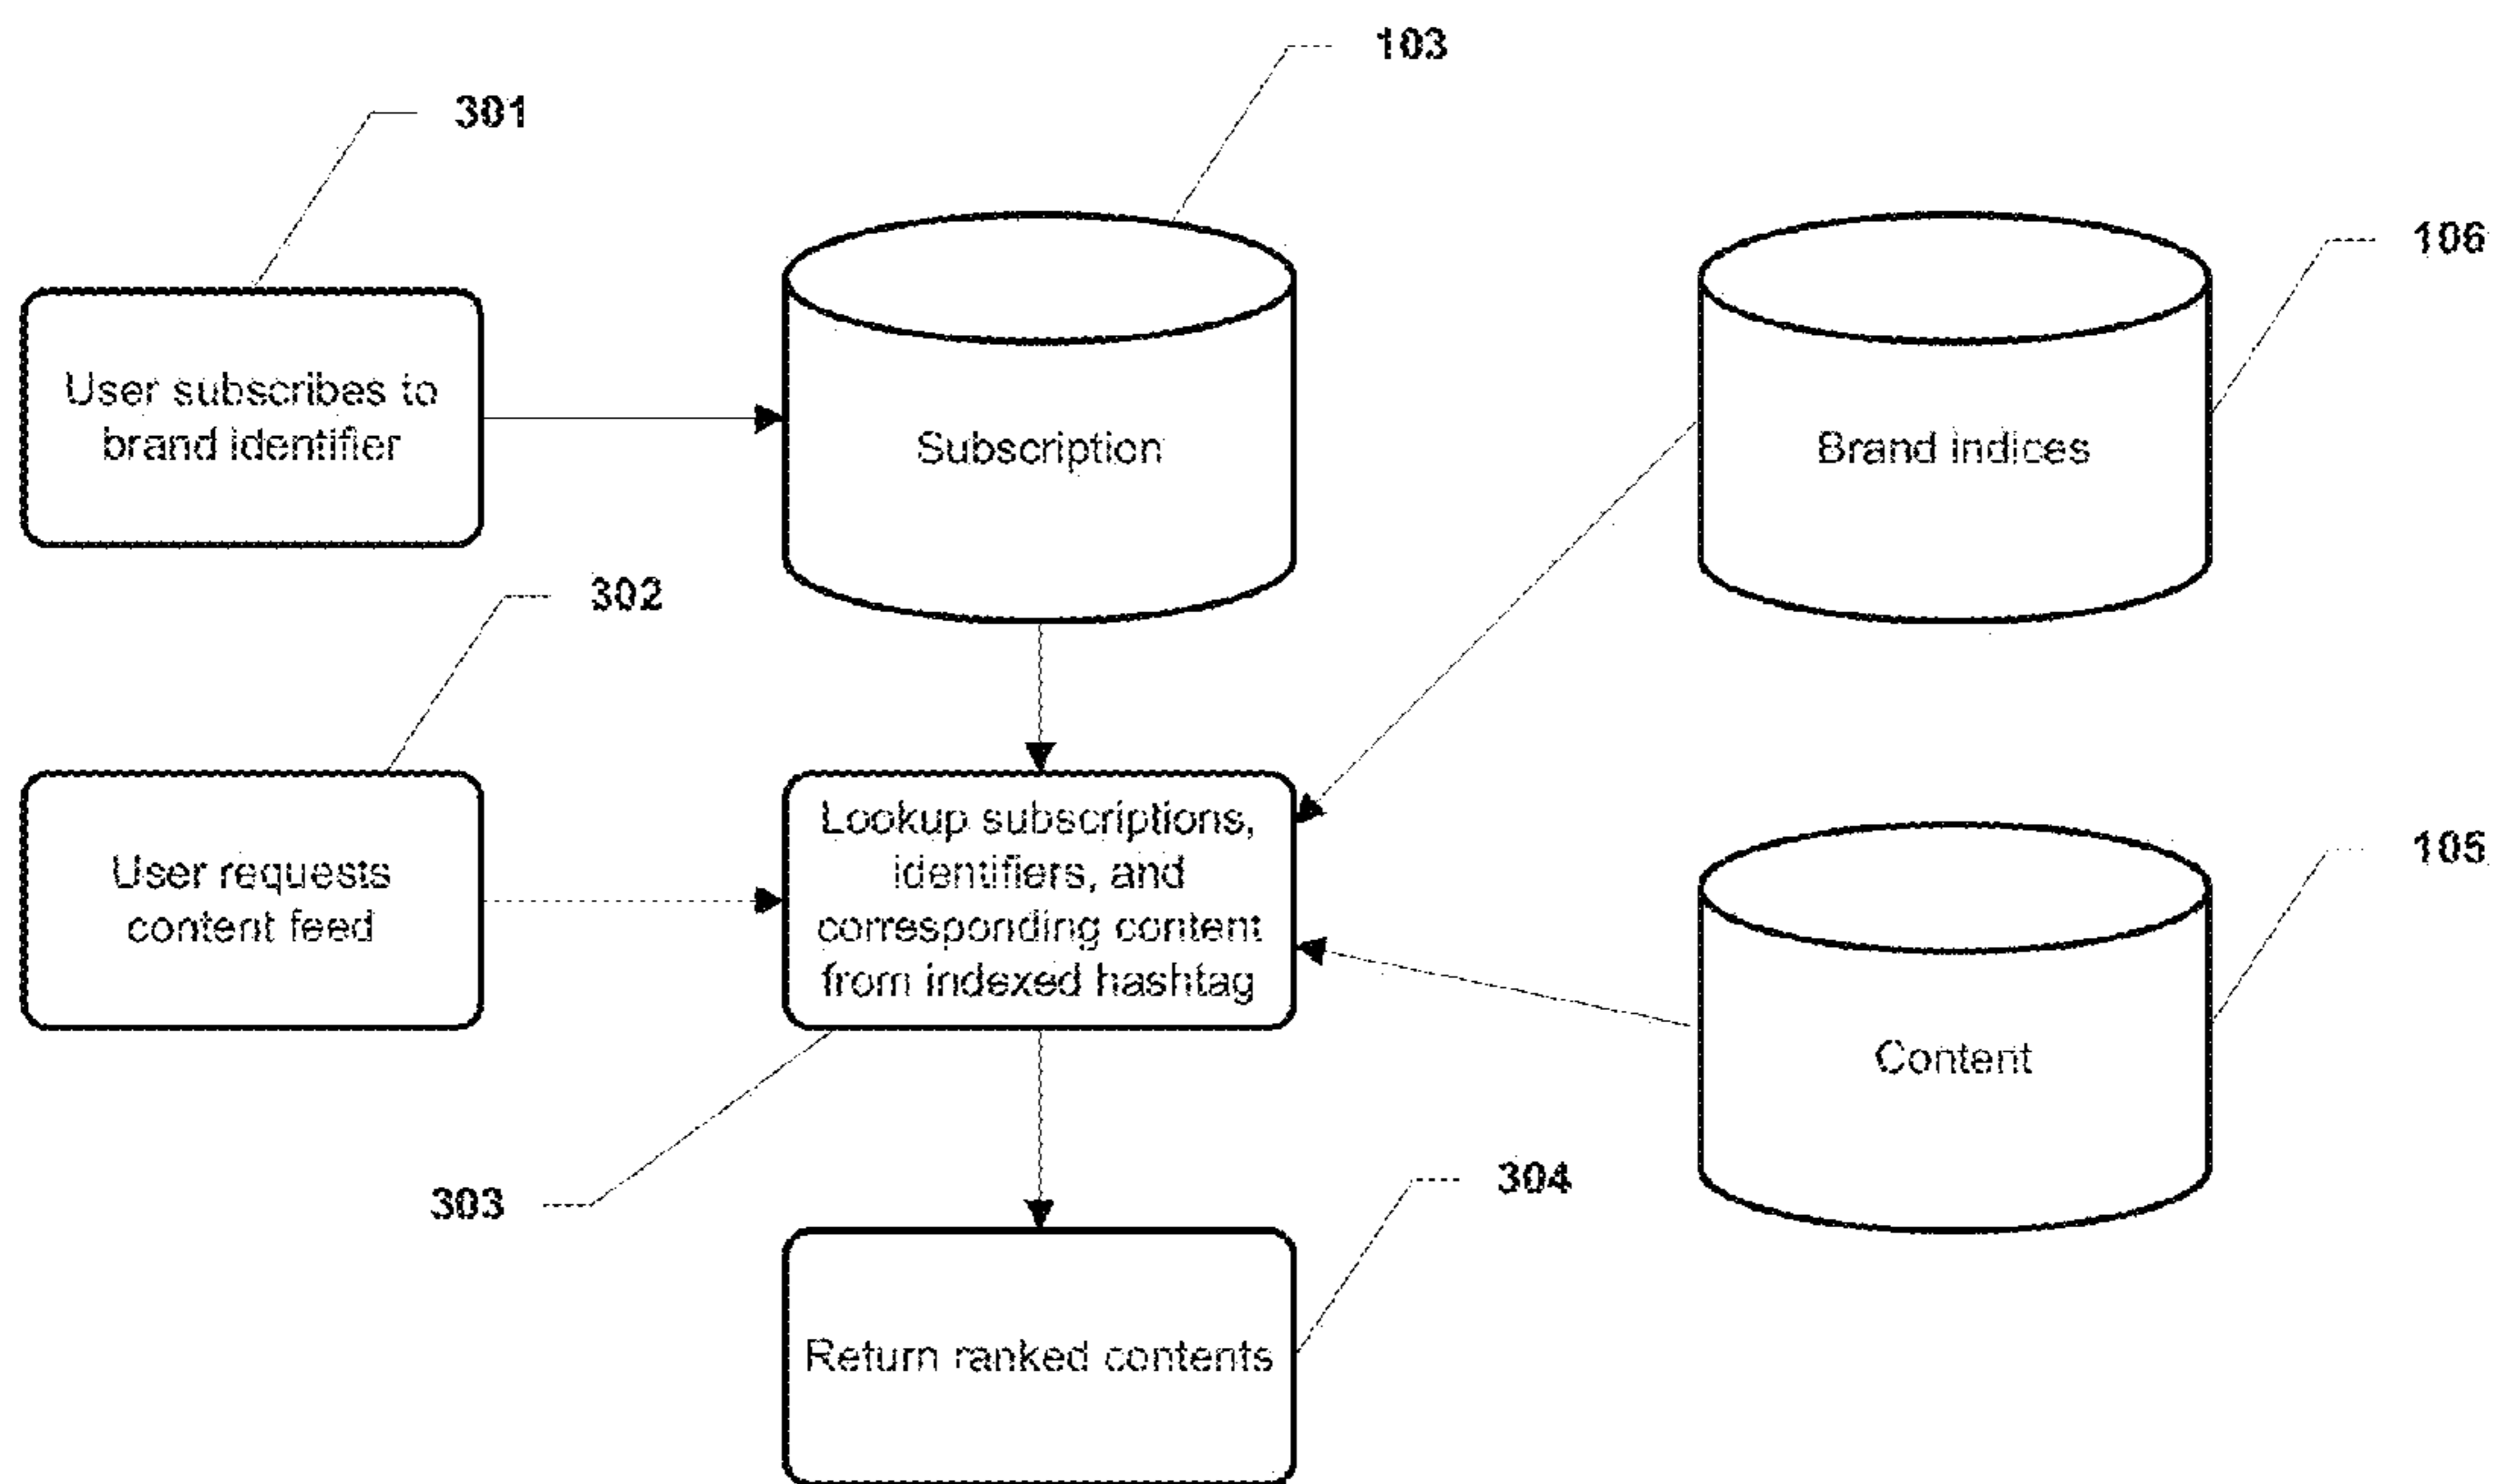 103
301
106
User subscribes to
brand identifier
Subscription
Brand indices
302
Lookup subscriptions,
identifiers, and
corresponding content
from indexed hashtag
User requests
content feed
105
Content
303
304
Return ranked contents